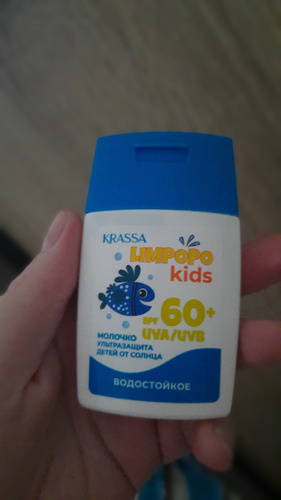 KRASSA
LIMPOPO
kids
SPF 60+
UVA/UVB
МОЛОЧКО
УЛЬТРАЗАЩИТА
ДЕТЕЙ ОТ СОЛНЦА
ВОДОСТОЙКОЕ